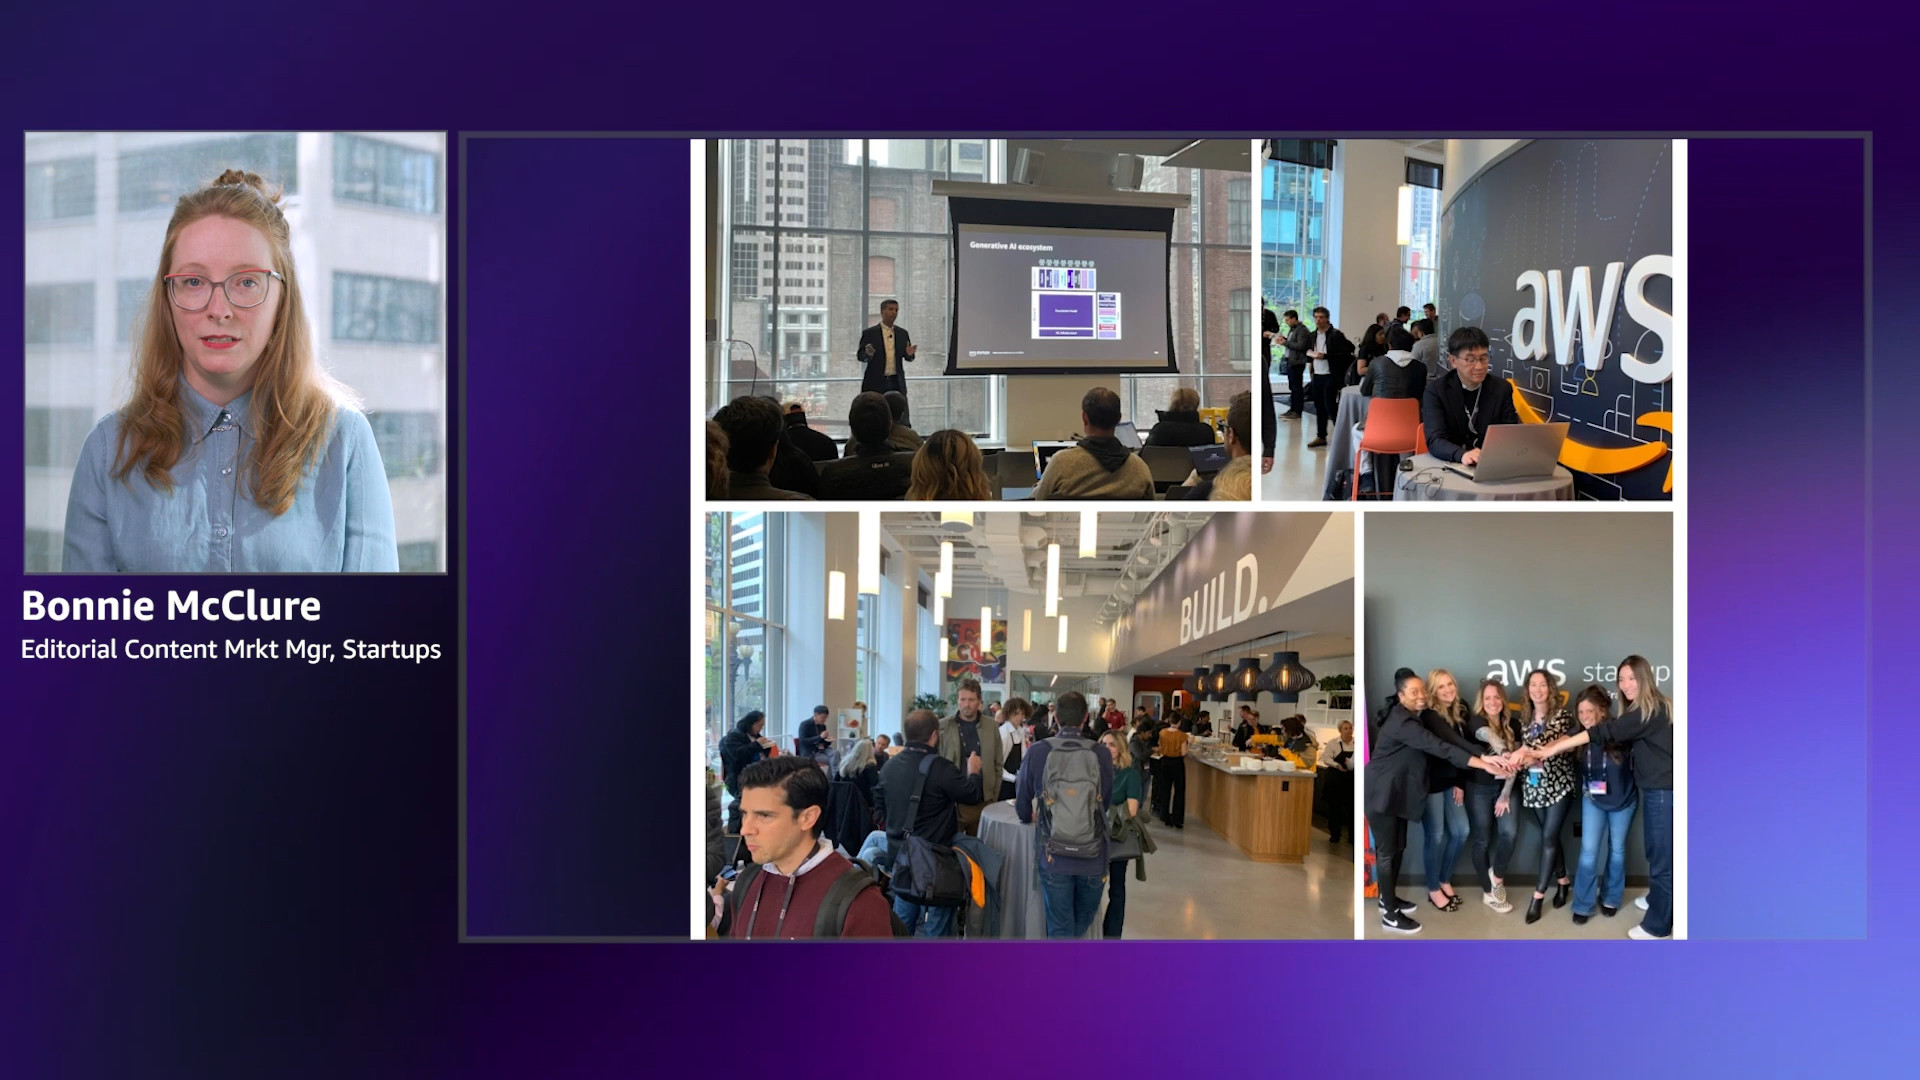 Bonnie McClure
Editorial Content Mrkt Mgr, Startups
Generative AI ecosystem
aws
BUILD.
aws